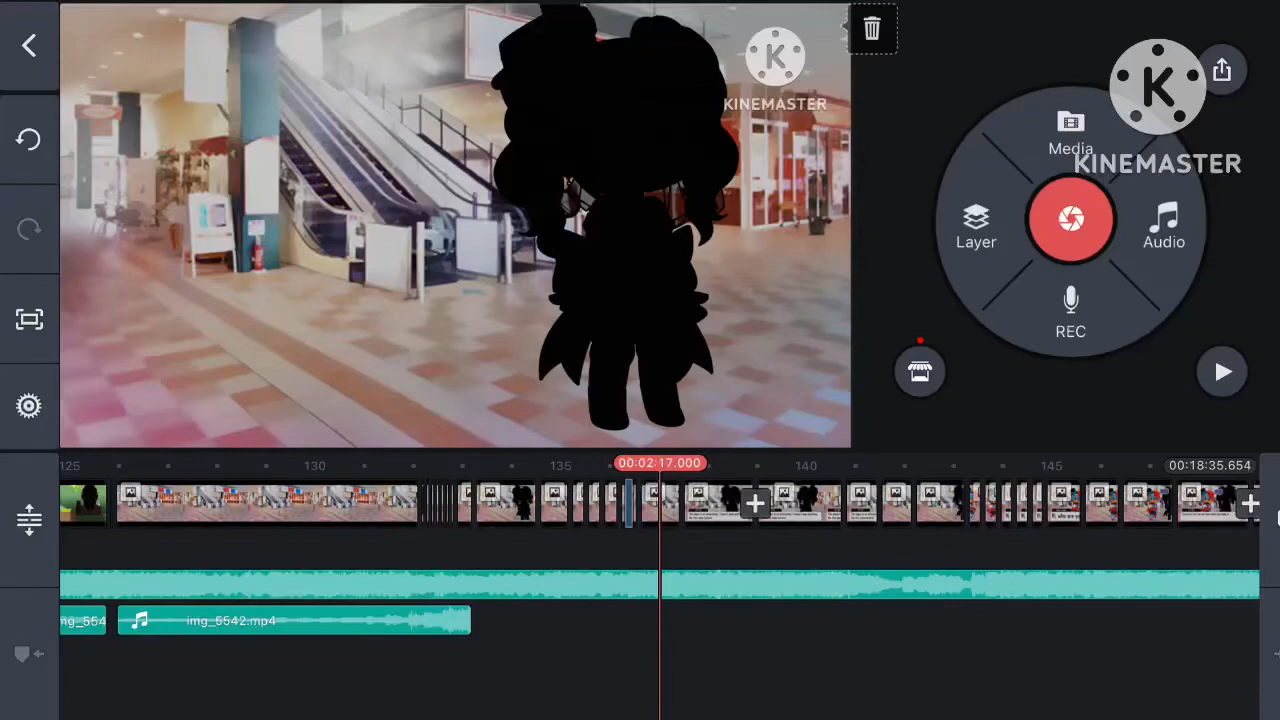 K
KINEMASTER
K
KINEMASTER
Media
Layer
Audio
REC
125
130
135
00:02:17.000
140
145
00:18:35.654
img_5542.mp4